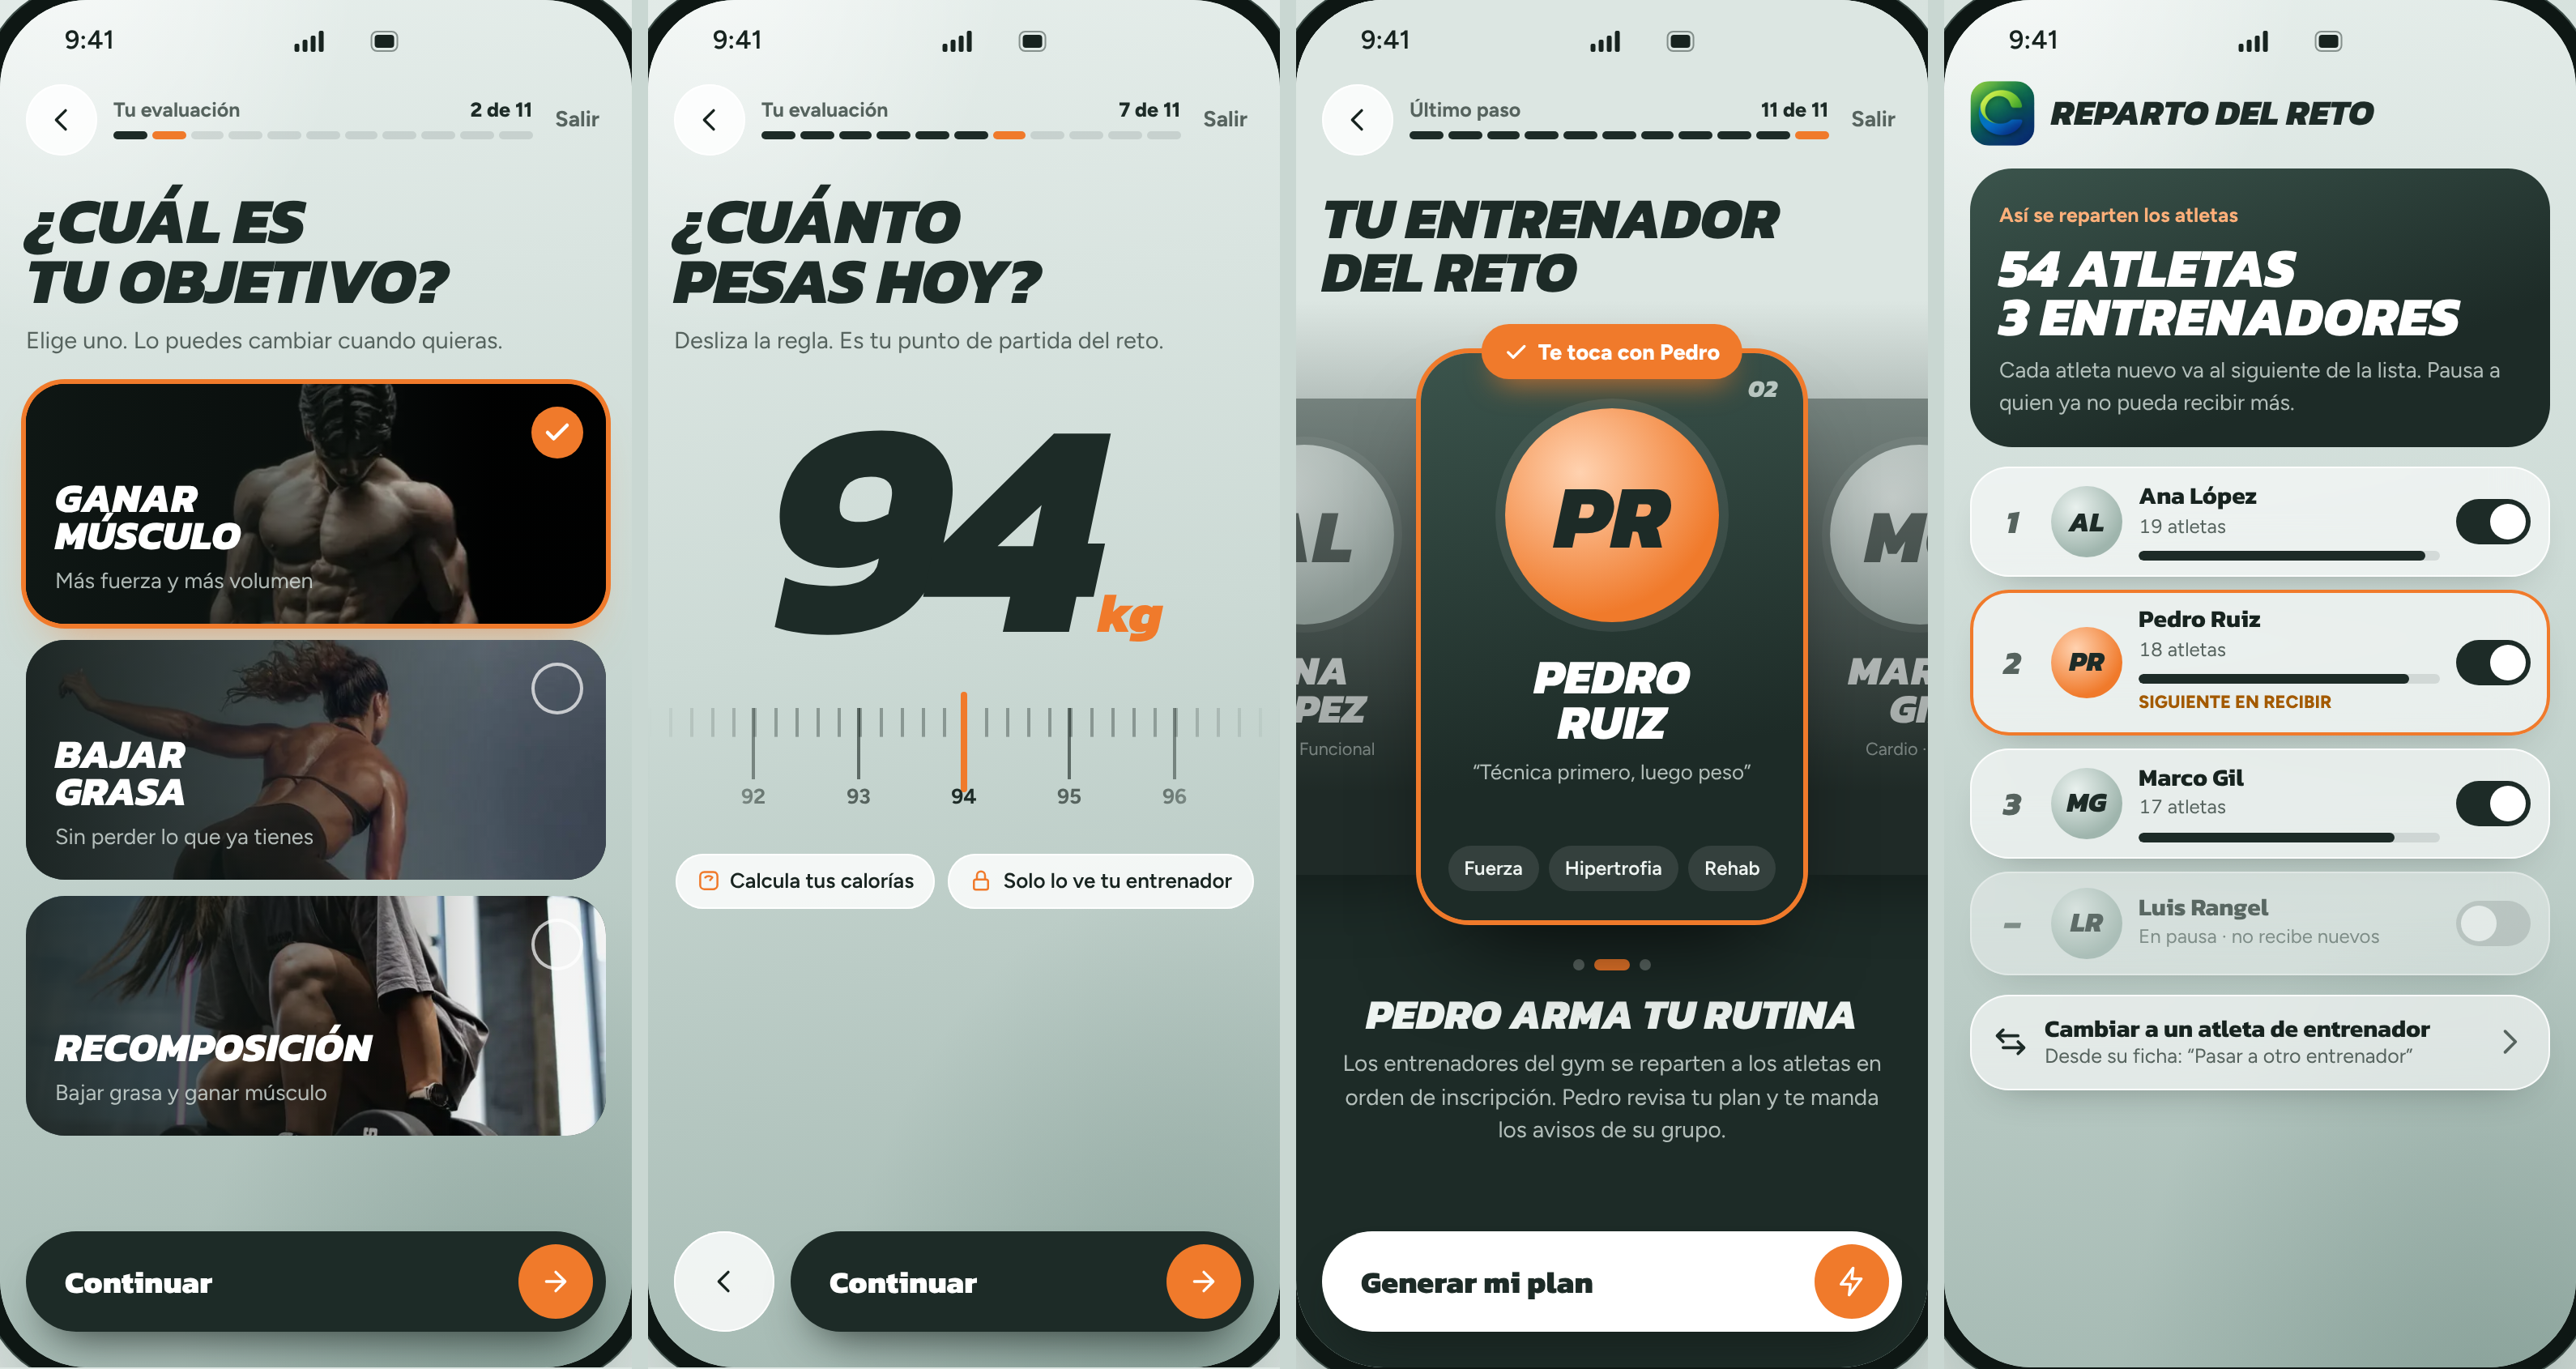 9:41
Tu evaluación
2 de 11
Salir
¿CUÁL ES
TU OBJETIVO?
Elige uno. Lo puedes cambiar cuando quieras.
GANAR
MÚSCULO
Más fuerza y más volumen
BAJAR
GRASA
Sin perder lo que ya tienes
RECOMPOSICIÓN
Bajar grasa y ganar músculo
Continuar
9:41
Tu evaluación
7 de 11
Salir
¿CUÁNTO
PESAS HOY?
Desliza la regla. Es tu punto de partida del reto.
94 kg
92 93 94 95 96
Calcula tus calorías
Solo lo ve tu entrenador
Continuar
9:41
Último paso
11 de 11
Salir
TU ENTRENADOR
DEL RETO
Te toca con Pedro
02
AL
PR
PEDRO
RUIZ
“Técnica primero, luego peso”
Funcional
Cardio ·
Fuerza
Hipertrofia
Rehab
PEDRO ARMA TU RUTINA
Los entrenadores del gym se reparten a los atletas en
orden de inscripción. Pedro revisa tu plan y te manda
los avisos de su grupo.
Generar mi plan
9:41
REPARTO DEL RETO
Así se reparten los atletas
54 ATLETAS
3 ENTRENADORES
Cada atleta nuevo va al siguiente de la lista. Pausa a
quien ya no pueda recibir más.
1
AL
Ana López
19 atletas
2
PR
Pedro Ruiz
18 atletas
SIGUIENTE EN RECIBIR
3
MG
Marco Gil
17 atletas
–
LR
Luis Rangel
En pausa · no recibe nuevos
Cambiar a un atleta de entrenador
Desde su ficha: “Pasar a otro entrenador”